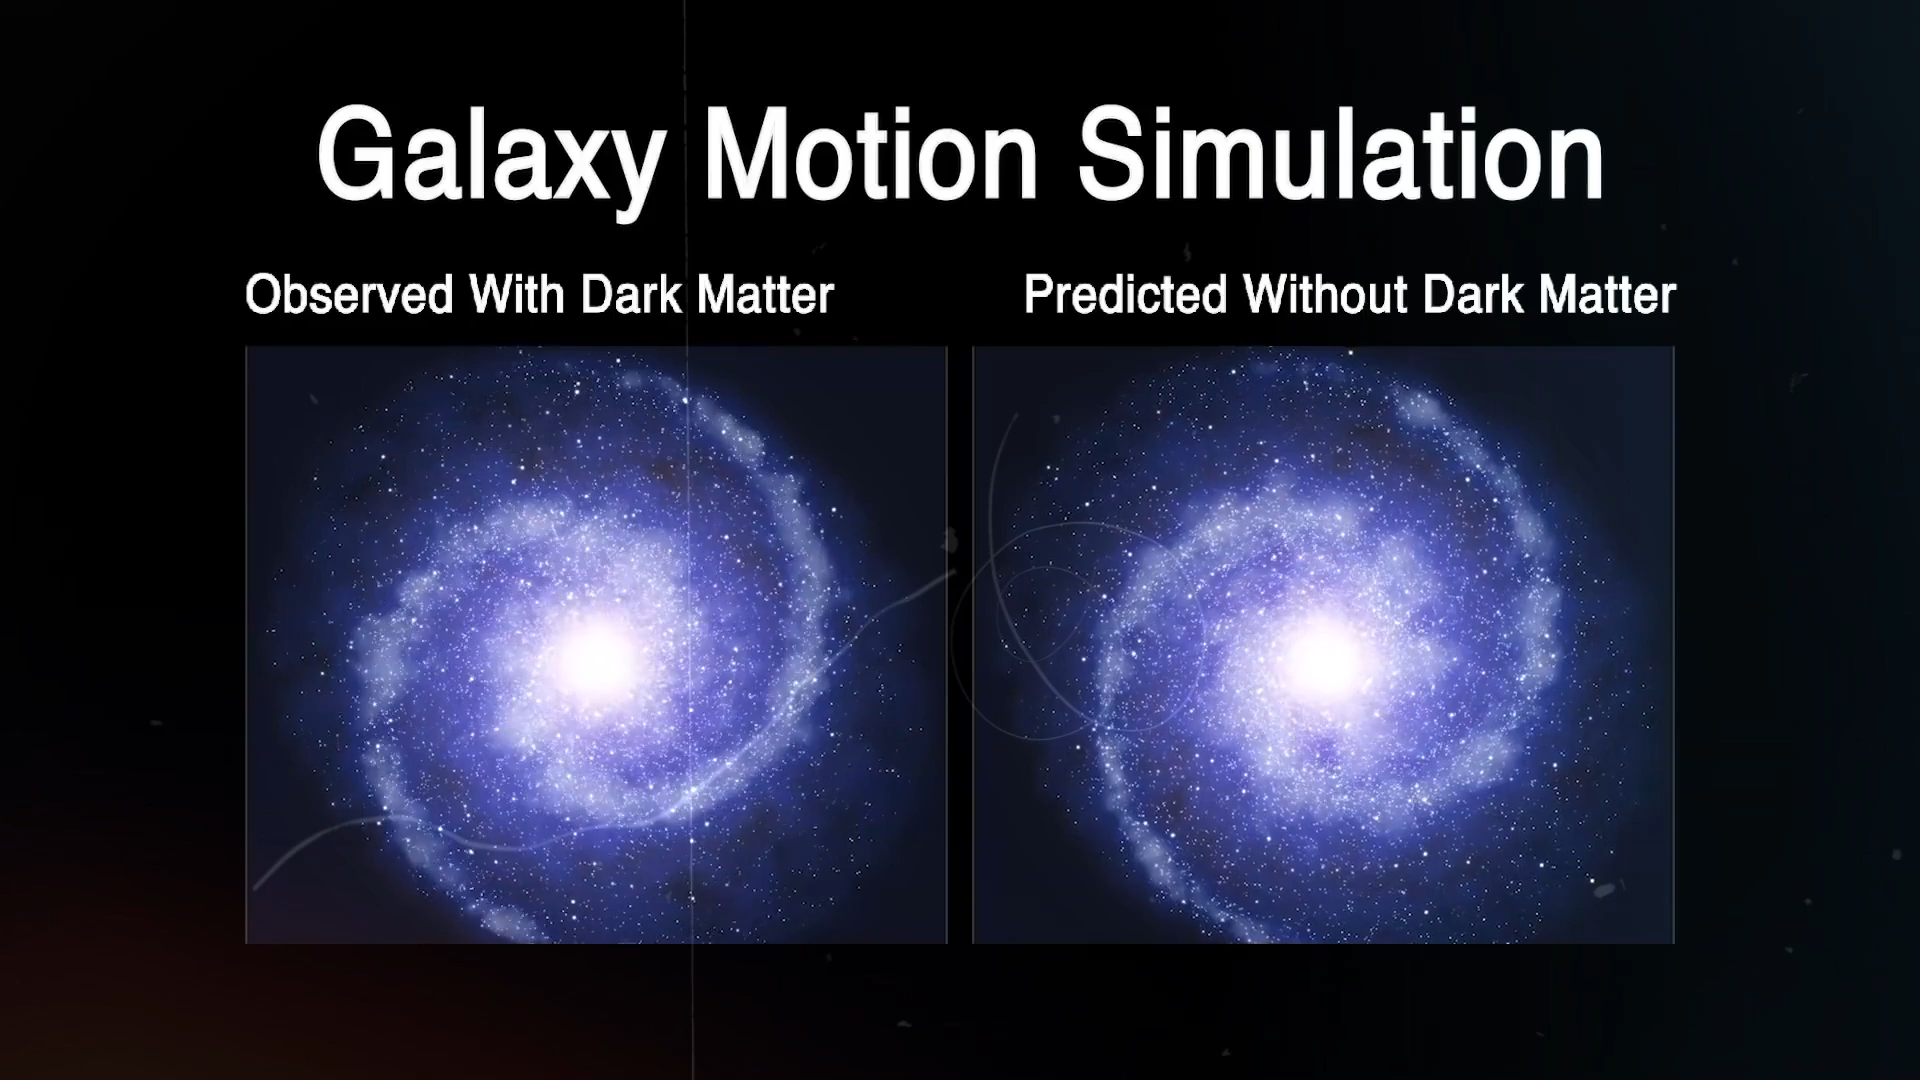 Galaxy Motion Simulation
Observed With Dark Matter
Predicted Without Dark Matter